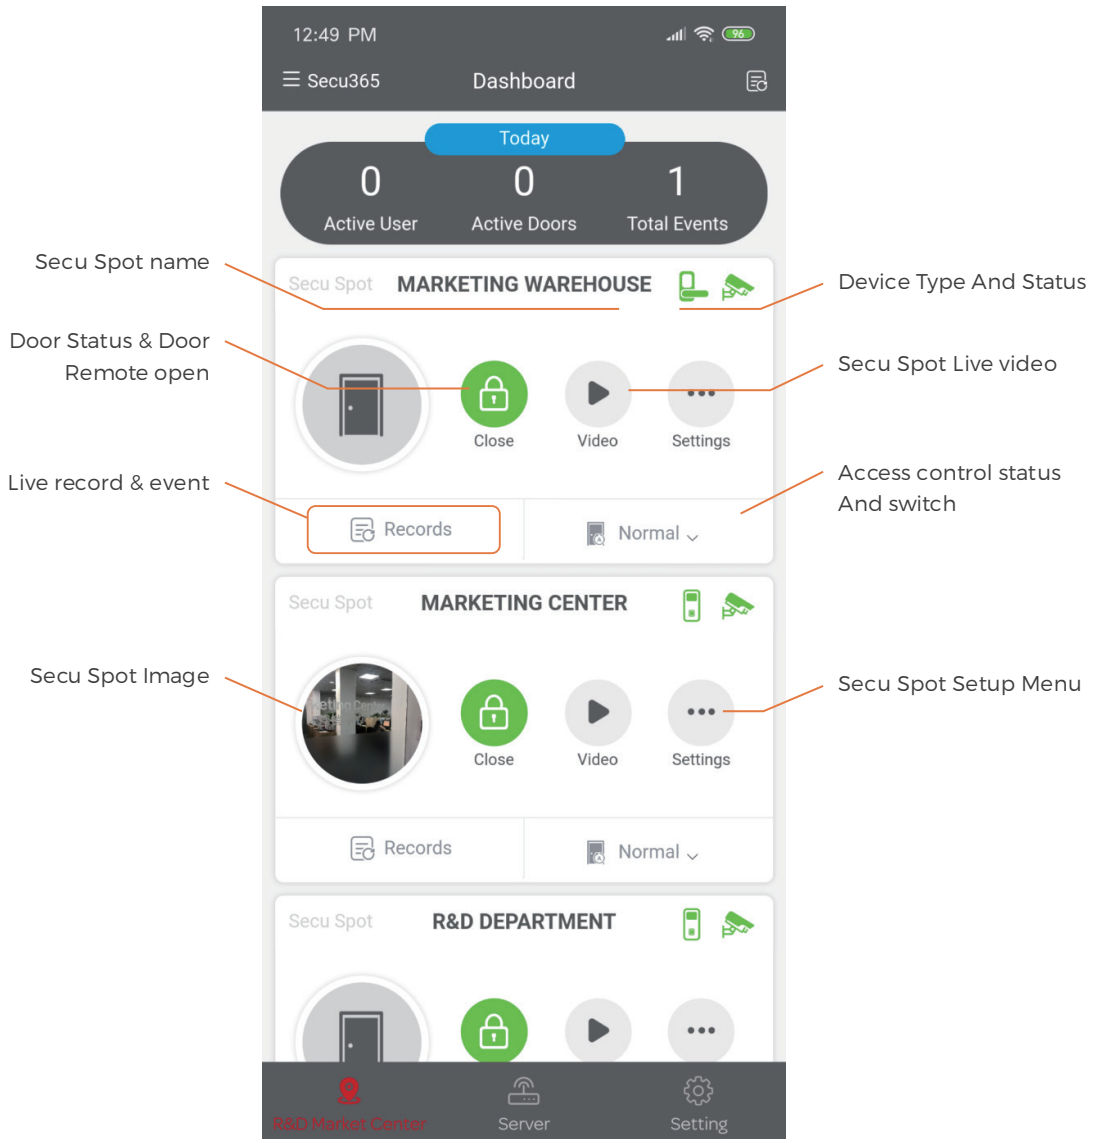 12:49 PM
96
Secu365
Dashboard
Today
0
0
1
Active User
Active Doors
Total Events
Secu Spot name
Secu Spot
MARKETING WAREHOUSE
Device Type And Status
Door Status & Door
Remote open
Secu Spot Live video
Close
Video
Settings
Live record & event
Access control status
And switch
Records
Normal
Secu Spot
MARKETING CENTER
Secu Spot Image
eting Center
Secu Spot Setup Menu
Close
Video
Settings
Records
Normal
Secu Spot
R&D DEPARTMENT
R&D Market Center
Server
Setting